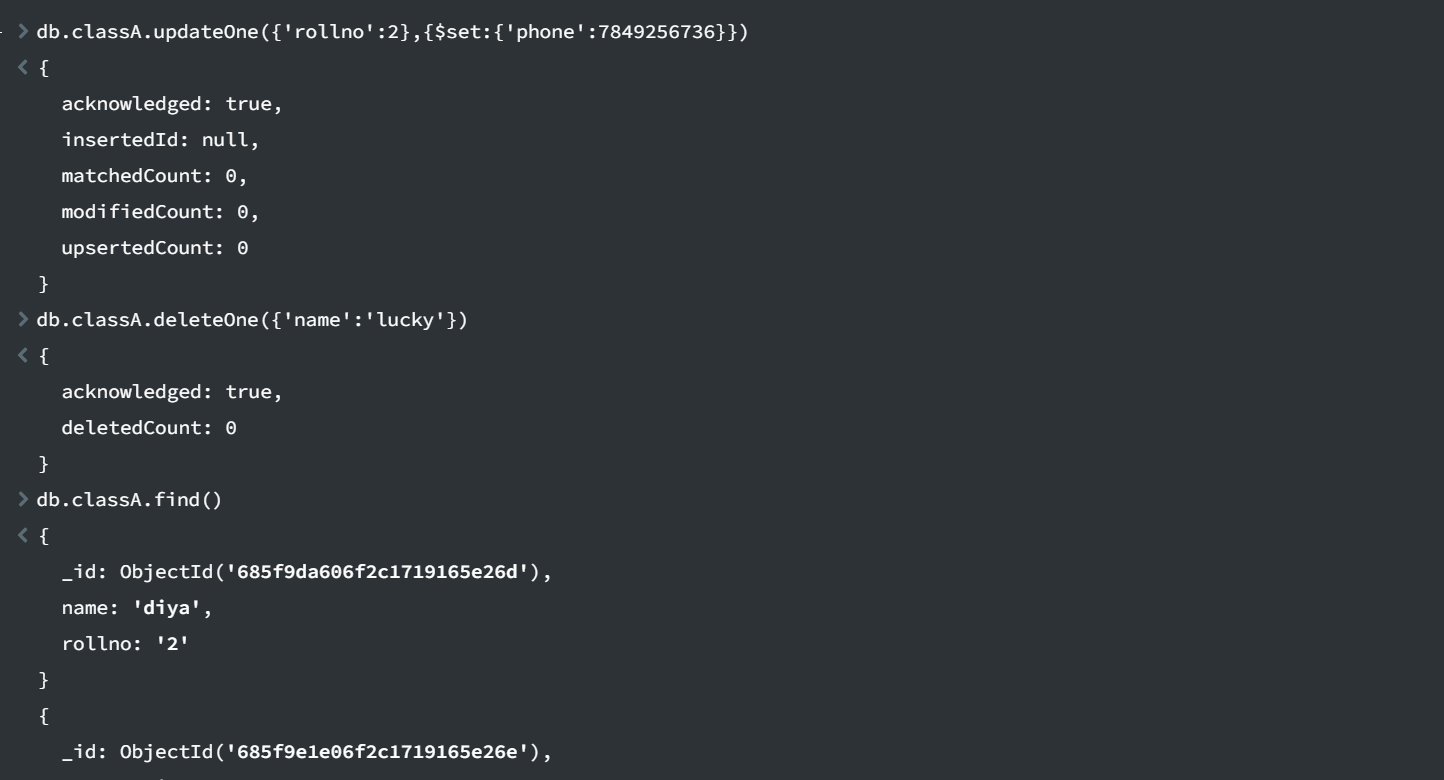 > db.classA.updateOne({'rollno':2},{$set:{'phone':7849256736}})
< {
acknowledged: true,
insertedId: null,
matchedCount: 0,
modifiedCount: 0,
upsertedCount: 0
}
> db.classA.deleteOne({'name':'lucky'})
< {
acknowledged: true,
deletedCount: 0
}
> db.classA.find()
< {
_id: ObjectId('685f9da606f2c1719165e26d'),
name: 'diya',
rollno: '2'
}
{
_id: ObjectId('685f9e1e06f2c1719165e26e'),